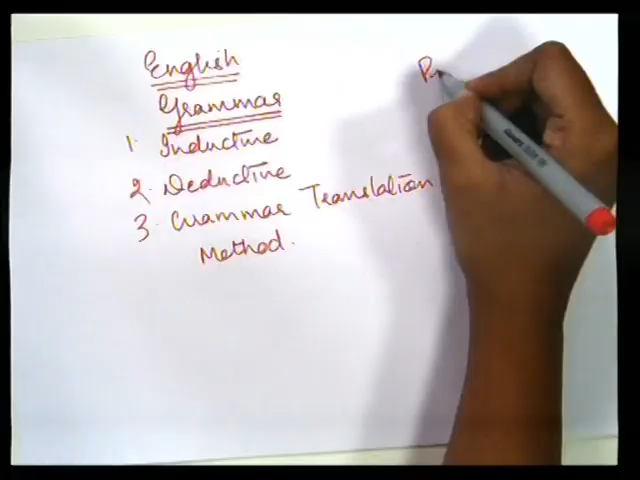 English
Grammar
1. Inductive
2. Deductive
3. Grammar Translation
Method.